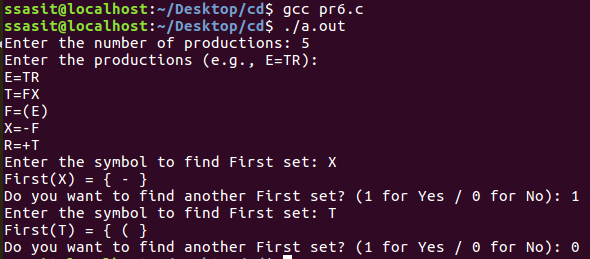 ssasit@localhost:~/Desktop/cd$ gcc pr6.c
ssasit@localhost:~/Desktop/cd$ ./a.out
Enter the number of productions: 5
Enter the productions (e.g., E=TR):
E=TR
T=FX
F=(E)
X=-F
R=+T
Enter the symbol to find First set: X
First(X) = { - }
Do you want to find another First set? (1 for Yes / 0 for No): 1
Enter the symbol to find First set: T
First(T) = { ( }
Do you want to find another First set? (1 for Yes / 0 for No): 0